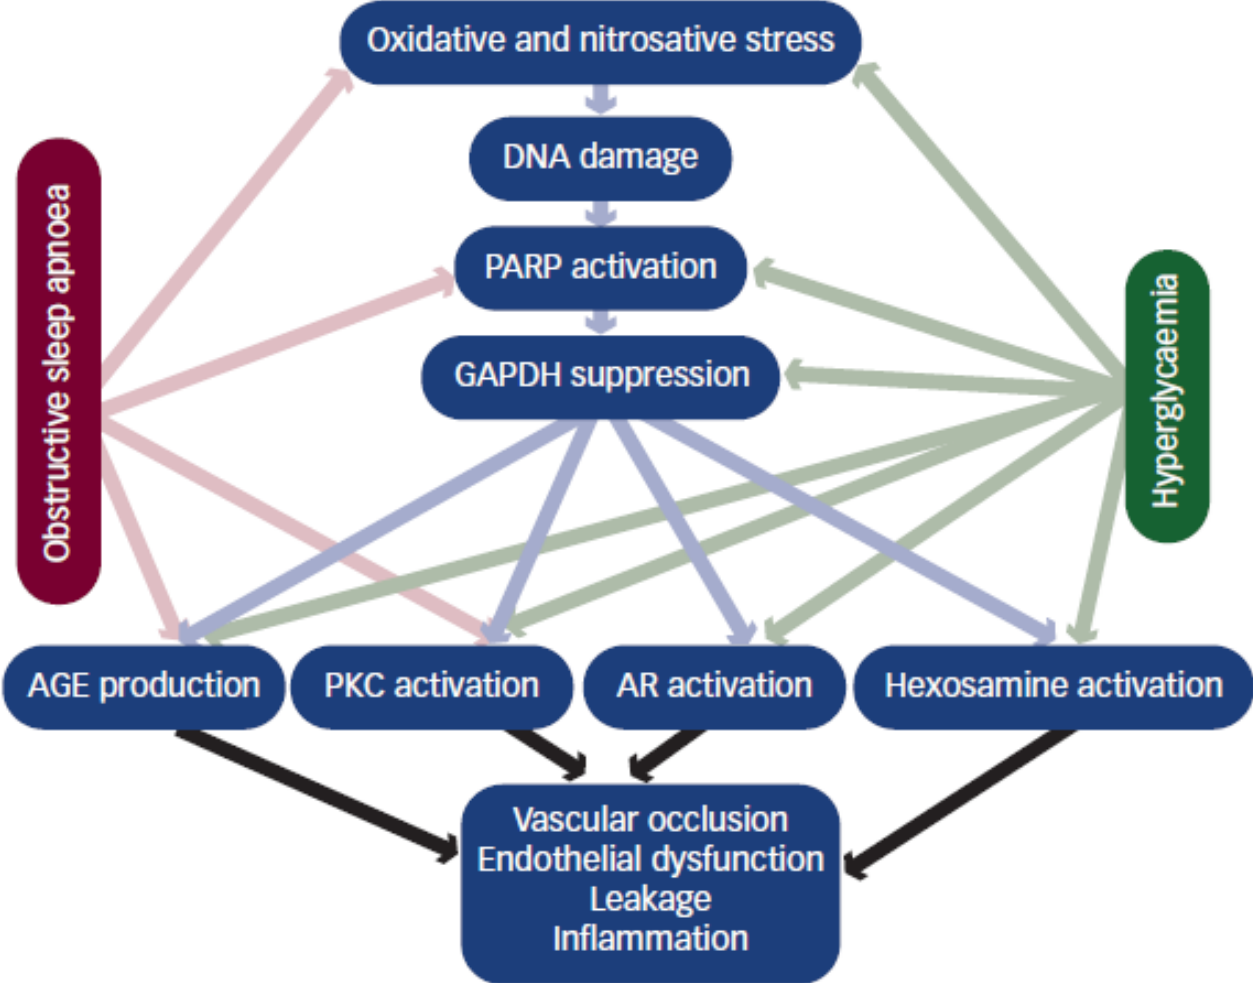 Oxidative and nitrosative stress
DNA damage
PARP activation
GAPDH suppression
Obstructive sleep apnoea
Hyperglycaemia
AGE production
PKC activation
AR activation
Hexosamine activation
Vascular occlusion
Endothelial dysfunction
Leakage
Inflammation